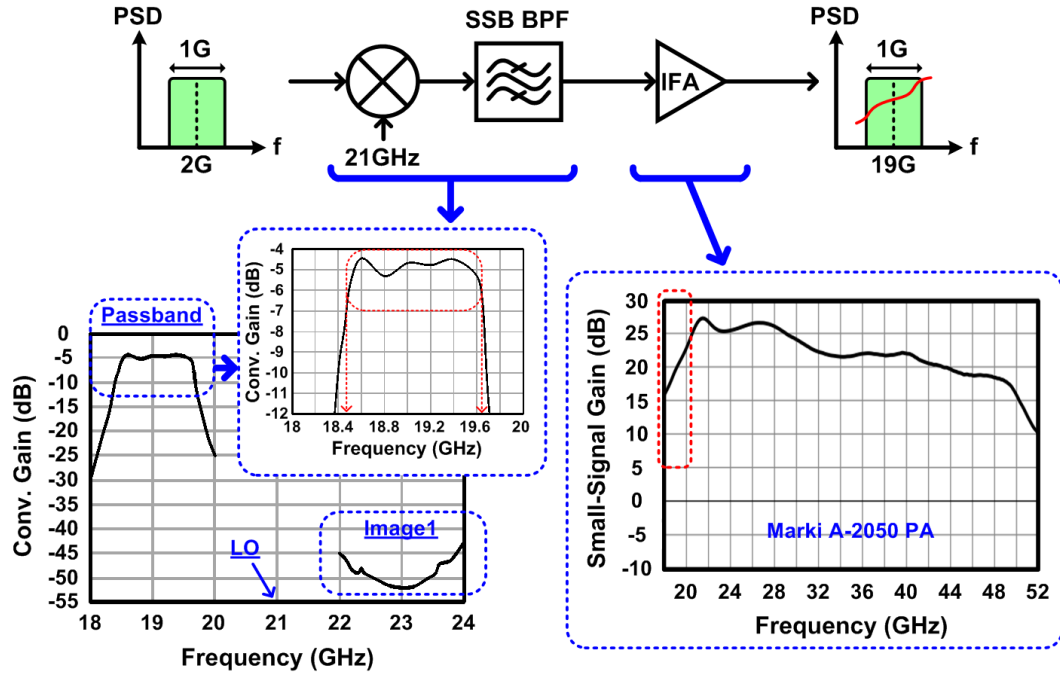 PSD
1G
f
2G
21GHz
SSB BPF
IFA
PSD
1G
f
19G
Conv. Gain (dB)
-4
-5
-6
-7
-8
-9
-10
-11
-12
18
18.4
18.8
19.2
19.6
20
Frequency (GHz)
Passband
Conv. Gain (dB)
0
-5
-10
-15
-20
-25
-30
-35
-40
-45
-50
-55
18
19
20
21
22
23
24
Frequency (GHz)
LO
Image1
Small-Signal Gain (dB)
30
25
20
15
10
5
0
-5
-10
Marki A-2050 PA
20
24
28
32
36
40
44
48
52
Frequency (GHz)